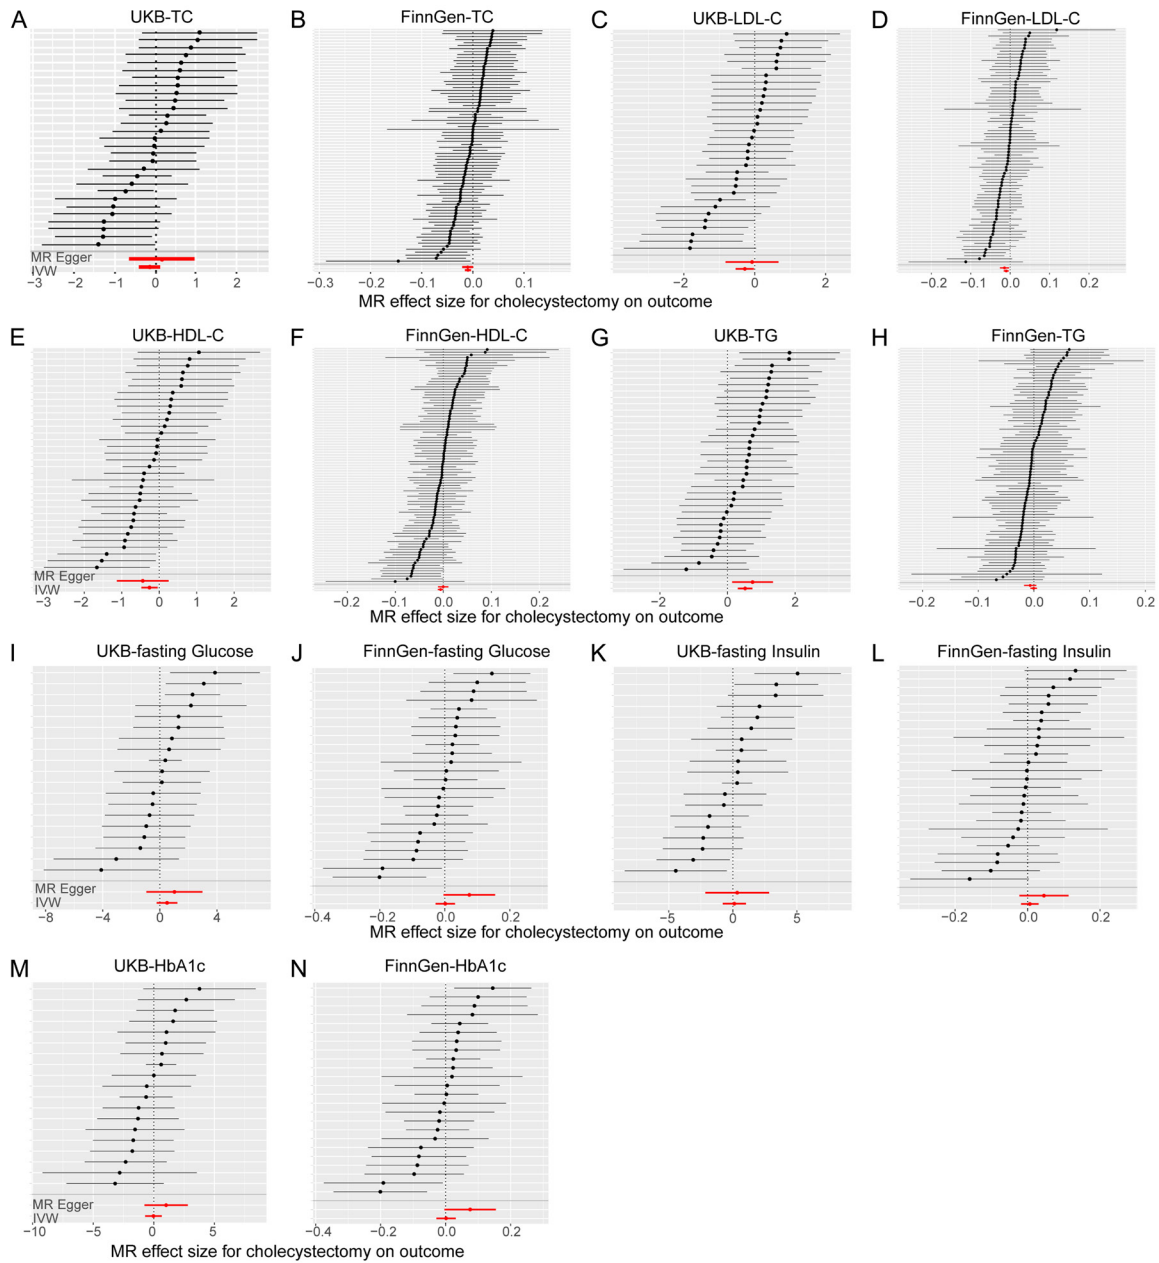 A UKB-TC B FinnGen-TC C UKB-LDL-C D FinnGen-LDL-C
MR Egger
IVW
−3 −2 −1 0 1 2 −0.3 −0.2 −0.1 0.0 0.1 −2 0 2 −0.2 −0.1 0.0 0.1 0.2
MR effect size for cholecystectomy on outcome
E UKB-HDL-C F FinnGen-HDL-C G UKB-TG H FinnGen-TG
MR Egger
IVW
−3 −2 −1 0 1 2 −0.2 −0.1 0.0 0.1 0.2 −2 0 2 −0.2 −0.1 0.0 0.1 0.2
MR effect size for cholecystectomy on outcome
I UKB-fasting Glucose J FinnGen-fasting Glucose K UKB-fasting Insulin L FinnGen-fasting Insulin
MR Egger
IVW
−8 −4 0 4 −0.4 −0.2 0.0 0.2 −5 0 5 −0.2 0.0 0.2
MR effect size for cholecystectomy on outcome
M UKB-HbA1c N FinnGen-HbA1c
MR Egger
IVW
−10 −5 0 5 −0.4 −0.2 0.0 0.2
MR effect size for cholecystectomy on outcome